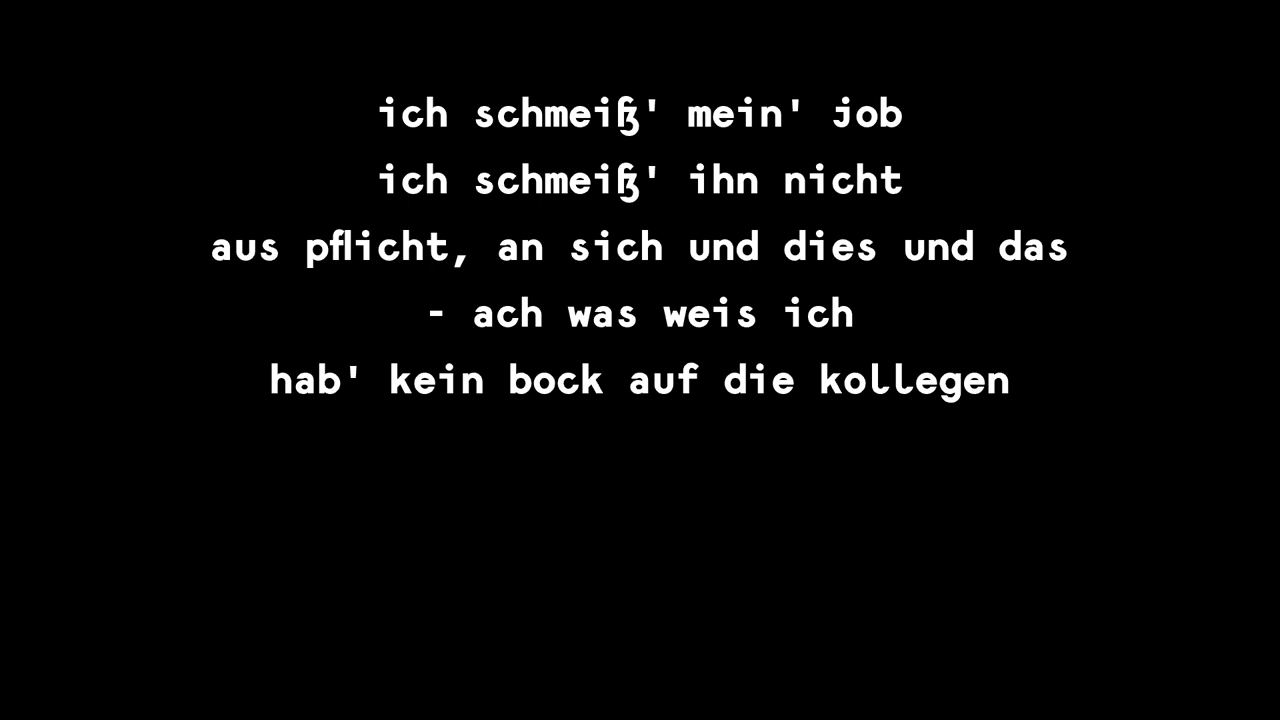 ich schmeiß' mein' job
ich schmeiß' ihn nicht
aus pflicht, an sich und dies und das
- ach was weis ich
hab' kein bock auf die kollegen